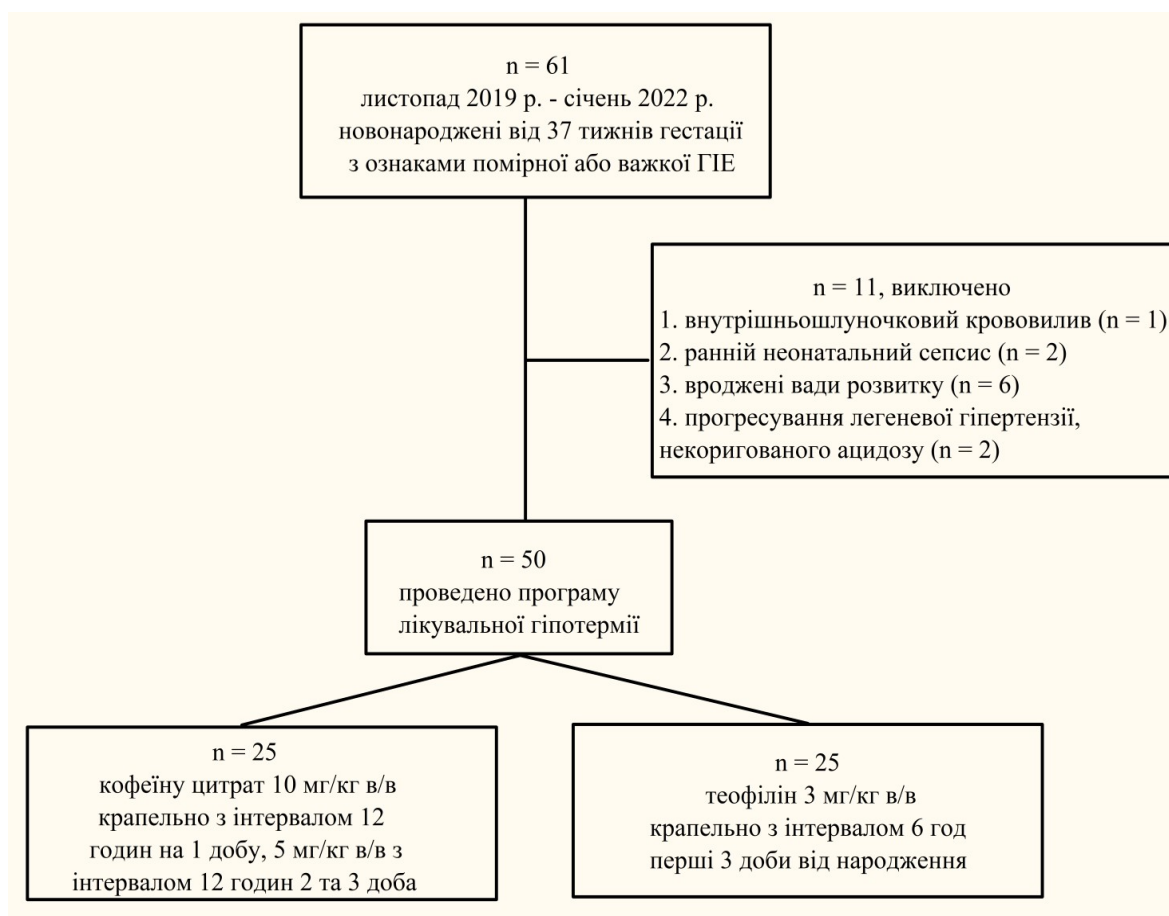 n = 61
листопад 2019 р. - січень 2022 р.
новонароджені від 37 тижнів гестації
з ознаками помірної або важкої ГІЕ
n = 11, виключено
1. внутрішньошлуночковий крововилив (n = 1)
2. ранній неонатальний сепсис (n = 2)
3. вроджені вади розвитку (n = 6)
4. прогресування легеневої гіпертензії,
некоригованого ацидозу (n = 2)
n = 50
проведено програму
лікувальної гіпотермії
n = 25
кофеїну цитрат 10 мг/кг в/в
крапельно з інтервалом 12
годин на 1 добу, 5 мг/кг в/в з
інтервалом 12 годин 2 та 3 доба
n = 25
теофілін 3 мг/кг в/в
крапельно з інтервалом 6 год
перші 3 доби від народження